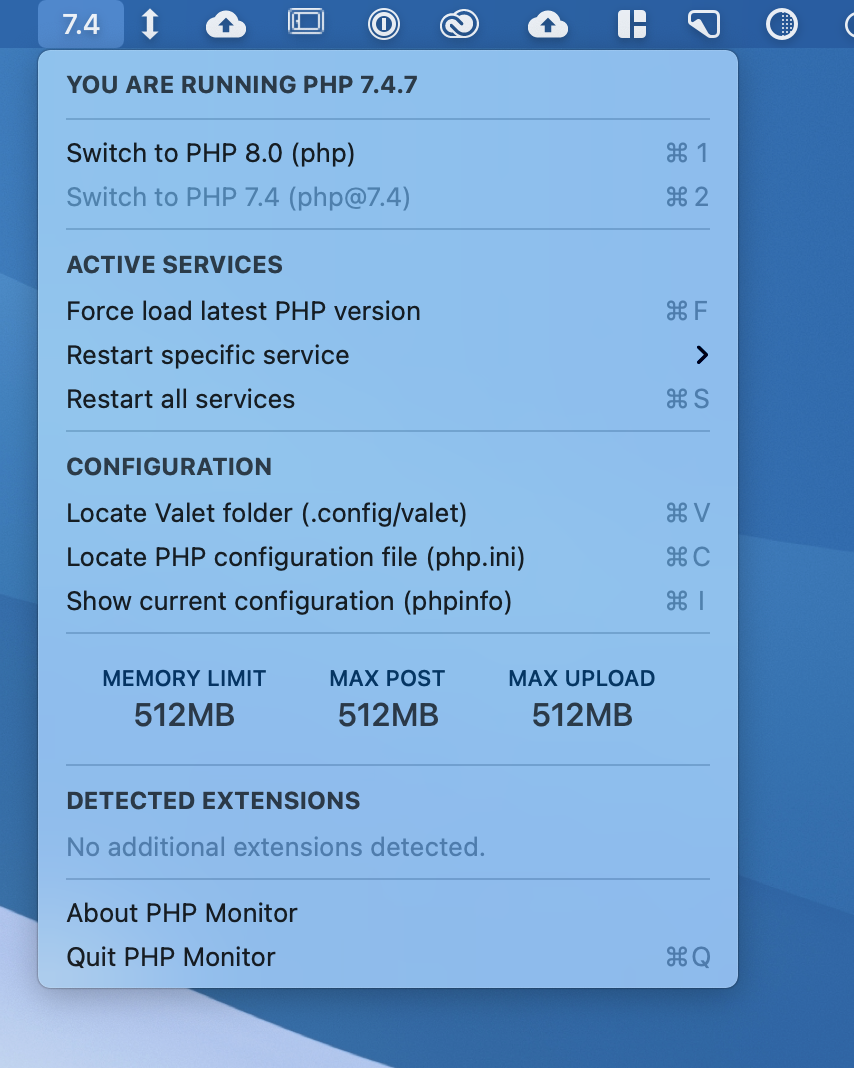 7.4
YOU ARE RUNNING PHP 7.4.7
Switch to PHP 8.0 (php) ⌘ 1
Switch to PHP 7.4 (php@7.4) ⌘ 2
ACTIVE SERVICES
Force load latest PHP version ⌘ F
Restart specific service
Restart all services ⌘ S
CONFIGURATION
Locate Valet folder (.config/valet) ⌘ V
Locate PHP configuration file (php.ini) ⌘ C
Show current configuration (phpinfo) ⌘ I
MEMORY LIMIT MAX POST MAX UPLOAD
512MB 512MB 512MB
DETECTED EXTENSIONS
No additional extensions detected.
About PHP Monitor
Quit PHP Monitor ⌘ Q